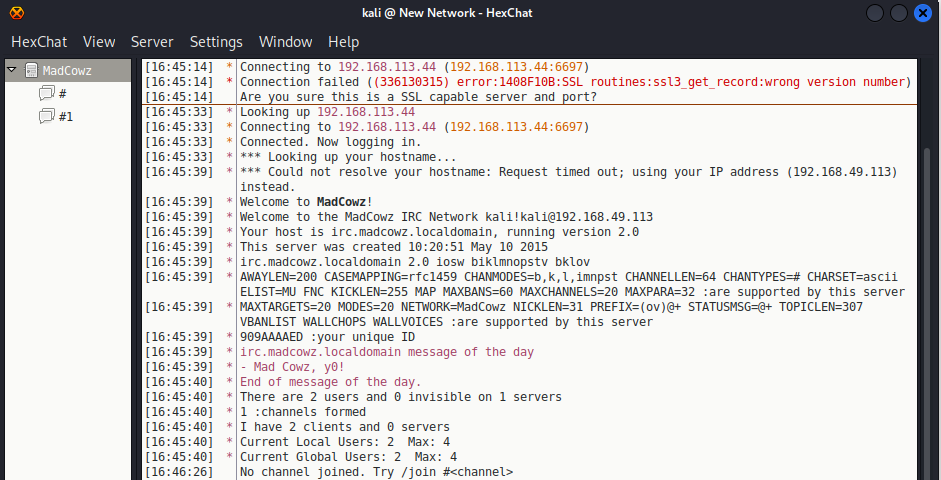 kali @ New Network - HexChat
HexChat View Server Settings Window Help
MadCowz
#
#1
[16:45:14] * Connecting to 192.168.113.44 (192.168.113.44:6697)
[16:45:14] * Connection failed ((336130315) error:1408F10B:SSL routines:ssl3_get_record:wrong version number)
[16:45:14] Are you sure this is a SSL capable server and port?
[16:45:33] * Looking up 192.168.113.44
[16:45:33] * Connecting to 192.168.113.44 (192.168.113.44:6697)
[16:45:33] * Connected. Now logging in.
[16:45:33] * *** Looking up your hostname...
[16:45:39] * *** Could not resolve your hostname: Request timed out; using your IP address (192.168.49.113)
instead.
[16:45:39] * Welcome to MadCowz!
[16:45:39] * Welcome to the MadCowz IRC Network kali!kali@192.168.49.113
[16:45:39] * Your host is irc.madcowz.localdomain, running version 2.0
[16:45:39] * This server was created 10:20:51 May 10 2015
[16:45:39] * irc.madcowz.localdomain 2.0 iosw biklmnopstv bklov
[16:45:39] * AWAYLEN=200 CASEMAPPING=rfc1459 CHANMODES=b,k,l,imnpst CHANNELLEN=64 CHANTYPES=# CHARSET=ascii
ELIST=MU FNC KICKLEN=255 MAP MAXBANS=60 MAXCHANNELS=20 MAXPARA=32 :are supported by this server
[16:45:39] * MAXTARGETS=20 MODES=20 NETWORK=MadCowz NICKLEN=31 PREFIX=(ov)@+ STATUSMSG=@+ TOPICLEN=307
VBANLIST WALLCHOPS WALLVOICES :are supported by this server
[16:45:39] * 909AAAAED :your unique ID
[16:45:39] * irc.madcowz.localdomain message of the day
[16:45:39] * - Mad Cowz, y0!
[16:45:40] * End of message of the day.
[16:45:40] * There are 2 users and 0 invisible on 1 servers
[16:45:40] * 1 :channels formed
[16:45:40] * I have 2 clients and 0 servers
[16:45:40] * Current Local Users: 2  Max: 4
[16:45:40] * Current Global Users: 2  Max: 4
[16:46:26] No channel joined. Try /join #<channel>